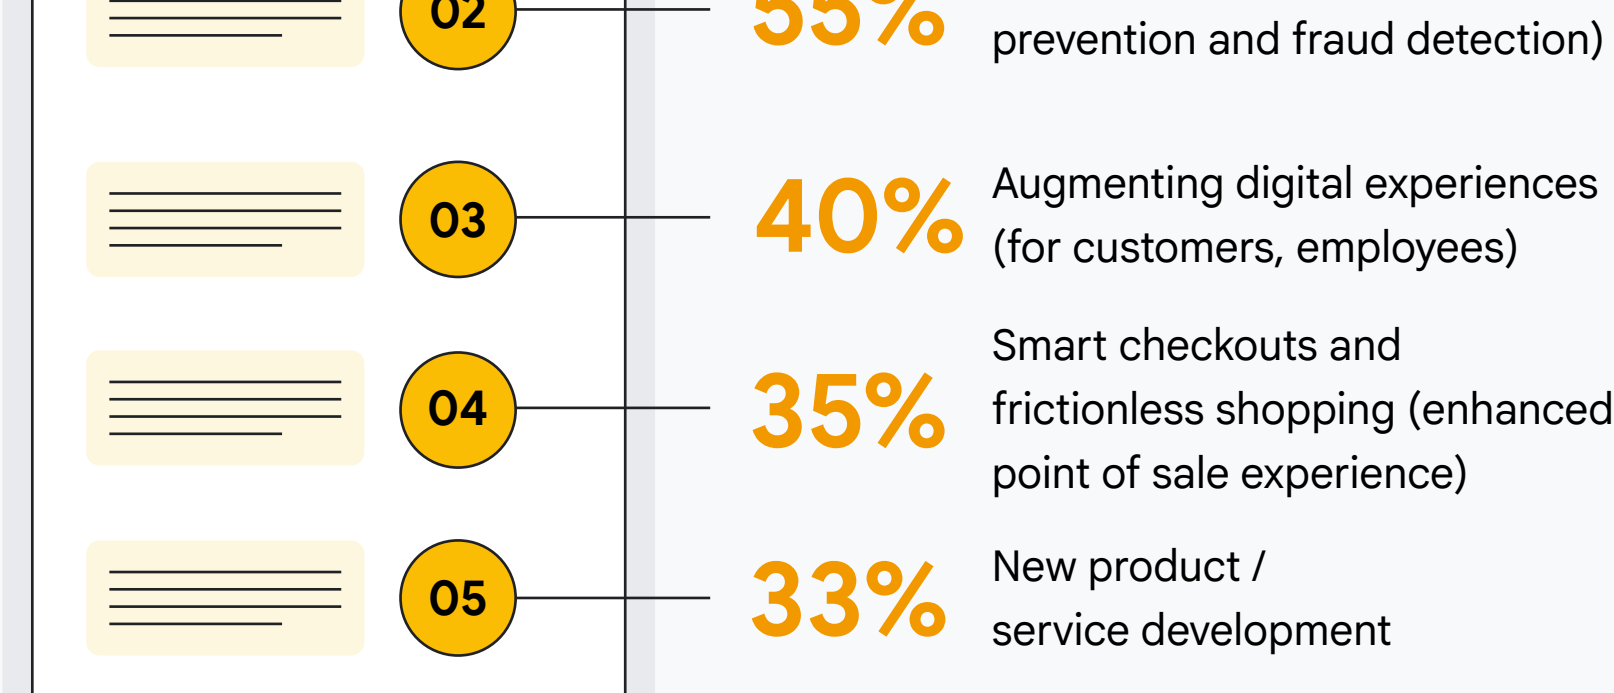 02
55%
prevention and fraud detection)
03
40%
Augmenting digital experiences
(for customers, employees)
04
35%
Smart checkouts and
frictionless shopping (enhanced
point of sale experience)
05
33%
New product /
service development